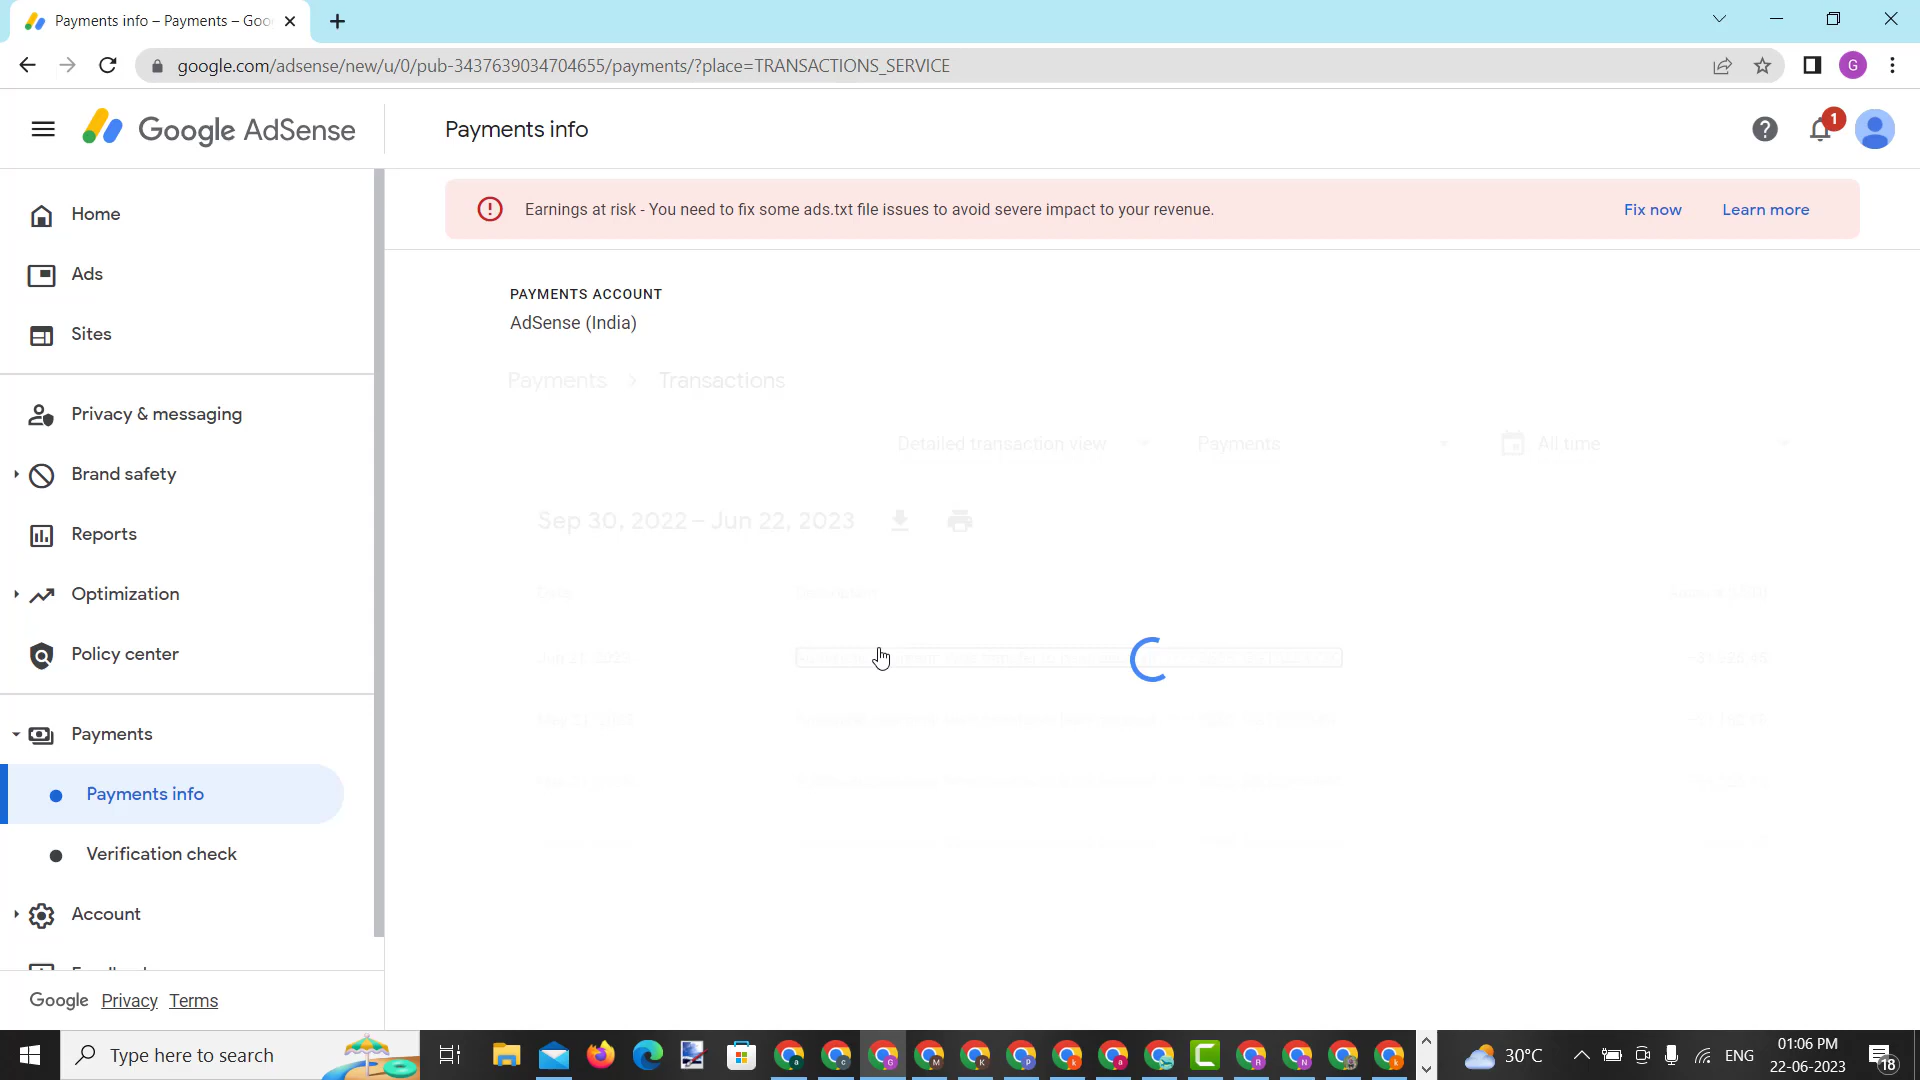 Payments info – Payments – Goo
google.com/adsense/new/u/0/pub-3437639034704655/payments/?place=TRANSACTIONS_SERVICE
G
Google AdSense
Payments info
1
Home
Ads
Sites
Privacy & messaging
Brand safety
Reports
Optimization
Policy center
Payments
Payments info
Verification check
Account
Google Privacy Terms
Earnings at risk - You need to fix some ads.txt file issues to avoid severe impact to your revenue.
Fix now
Learn more
PAYMENTS ACCOUNT
AdSense (India)
Payments > Transactions
Detailed transaction view
Payments
All time
Sep 30, 2022 – Jun 22, 2023
Date
Description
Type here to search
30°C
ENG
01:06 PM
22-06-2023
18